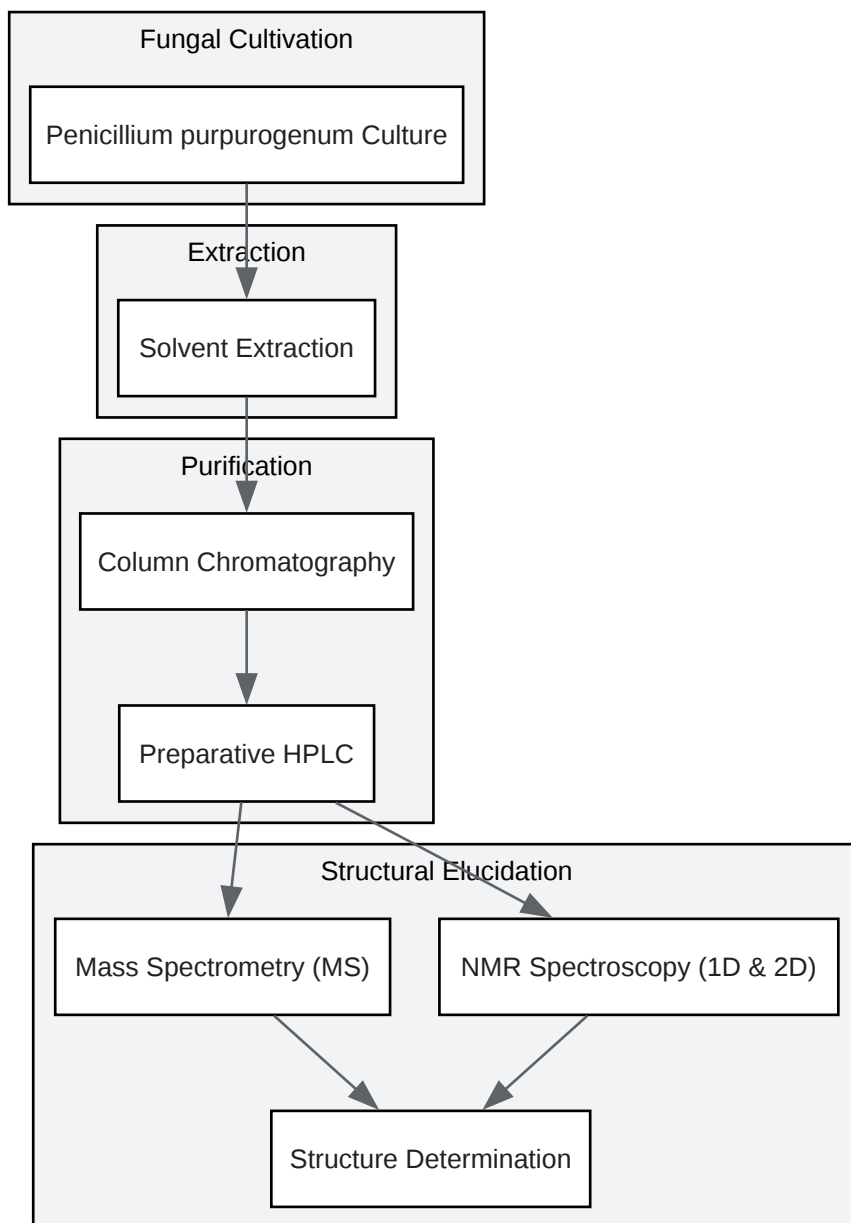 Fungal Cultivation
Penicillium purpurogenum Culture
Extraction
Solvent Extraction
Purification
Column Chromatography
Preparative HPLC
Structural Elucidation
Mass Spectrometry (MS)
NMR Spectroscopy (1D & 2D)
Structure Determination